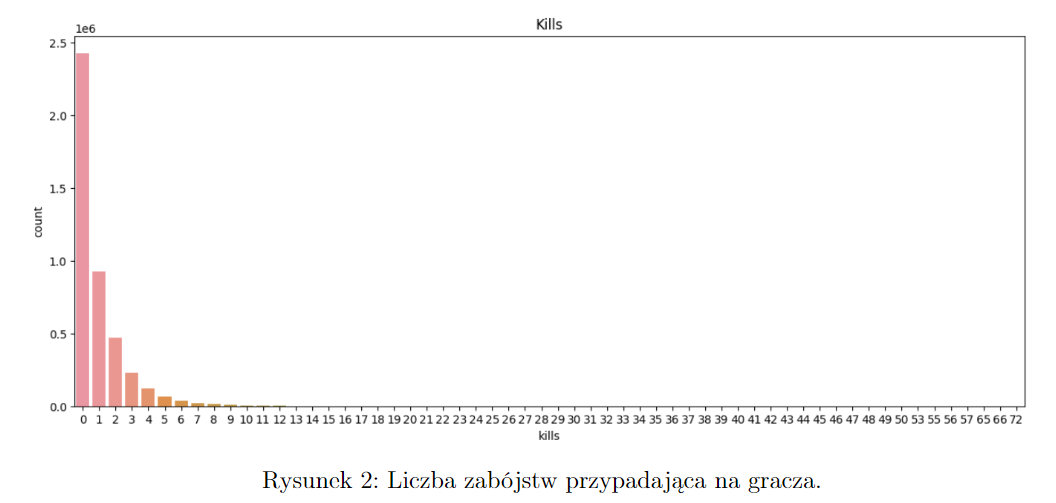 Kills
1e6
2.5
2.0
1.5
1.0
0.5
0.0
count
0 1 2 3 4 5 6 7 8 9 10 11 12 13 14 15 16 17 18 19 20 21 22 23 24 25 26 27 28 29 30 31 32 33 34 35 36 37 38 39 40 41 42 43 44 45 46 47 48 49 50 53 55 56 57 65 66 72
kills
Rysunek 2: Liczba zabójstw przypadająca na gracza.